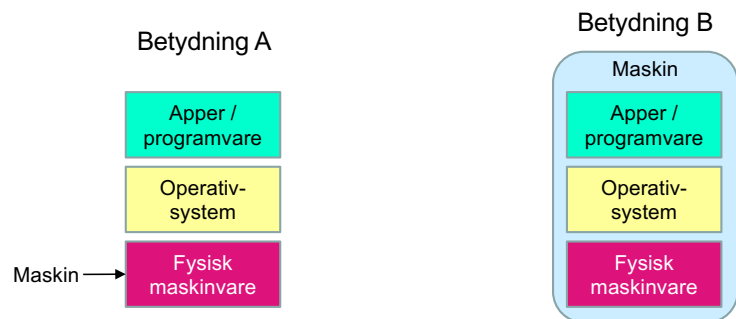 Betydning A
Apper /
programvare
Operativ-
system
Maskin
Fysisk
maskinvare
Betydning B
Maskin
Apper /
programvare
Operativ-
system
Fysisk
maskinvare